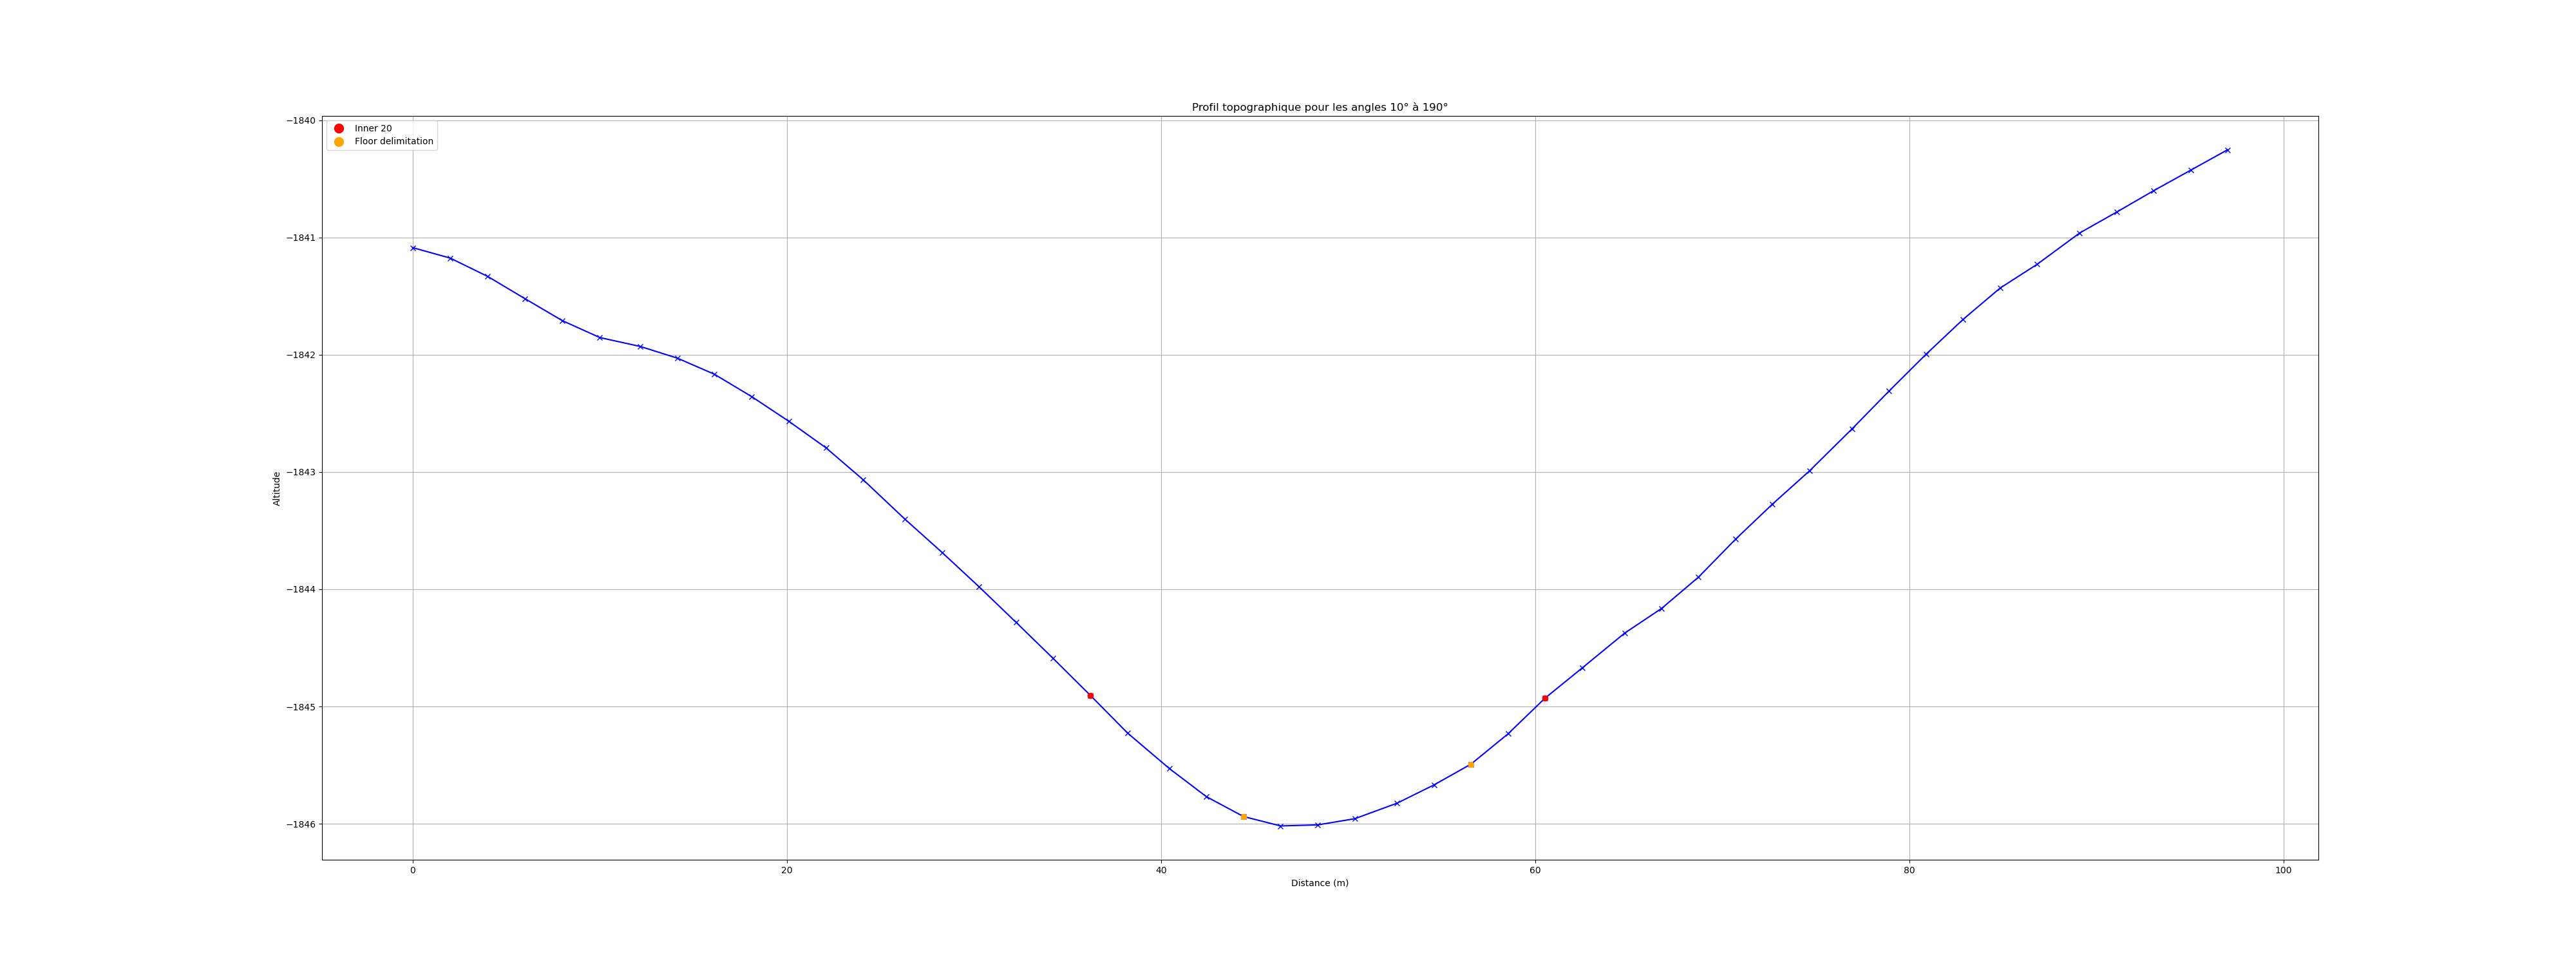 Profil topographique pour les angles 10° à 190°
Inner 20
Floor delimitation
−1840
−1841
−1842
−1843
−1844
−1845
−1846
Altitude
0
20
40
60
80
100
Distance (m)